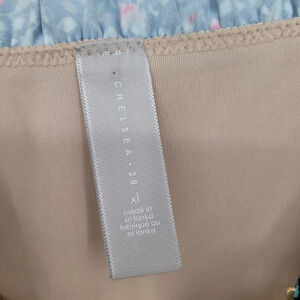 CHELSEA · 28
xl
made in
sri lanka
fabriqué au
sri lanka